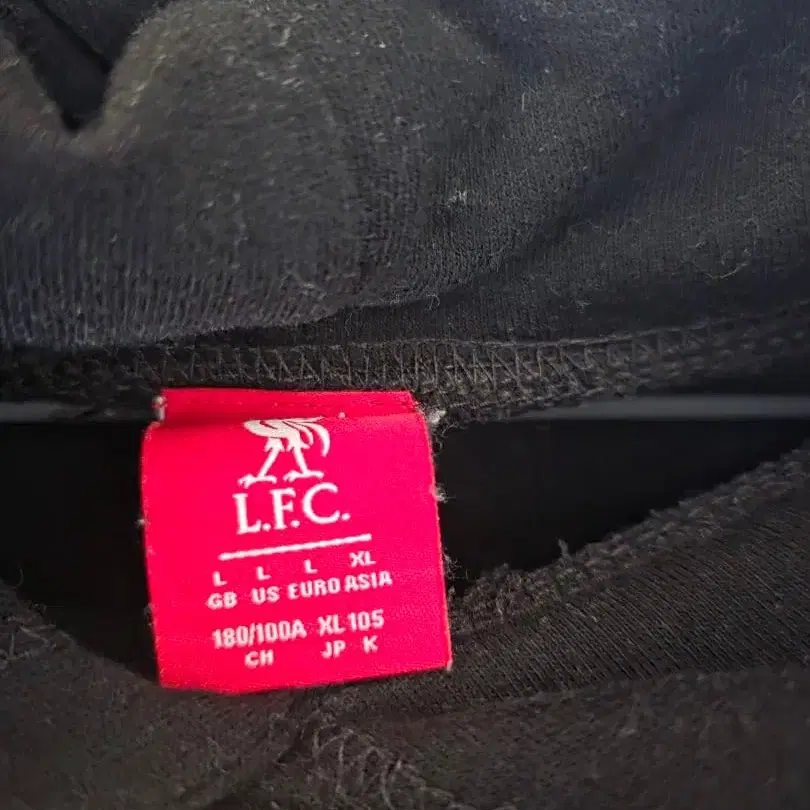 L.F.C.
L L L XL
GB US EURO ASIA
180/100A XL 105
CH JP K